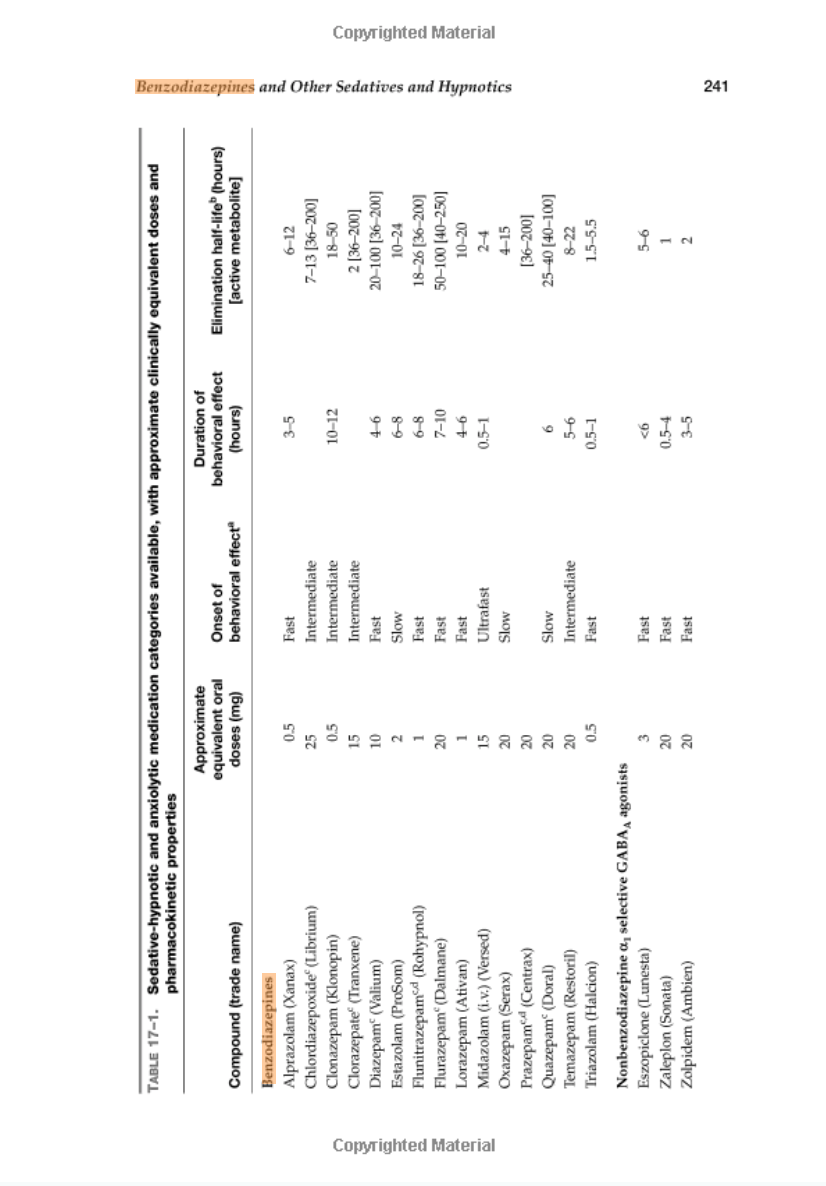 Copyrighted Material
Benzodiazepines and Other Sedatives and Hypnotics 241
TABLE 17–1. Sedative-hypnotic and anxiolytic medication categories available, with approximate clinically equivalent doses and
pharmacokinetic properties
Compound (trade name) Approximate equivalent oral doses (mg) Onset of behavioral effectᵃ Duration of behavioral effect (hours) Elimination half-lifeᵇ (hours) [active metabolite]
Benzodiazepines
Alprazolam (Xanax) 0.5 Fast 3–5 6–12
Chlordiazepoxideᶜ (Librium) 25 Intermediate 7–13 [36–200]
Clonazepam (Klonopin) 0.5 Intermediate 10–12 18–50
Clorazepateᶜ (Tranxene) 15 Intermediate 2 [36–200]
Diazepamᶜ (Valium) 10 Fast 4–6 20–100 [36–200]
Estazolam (ProSom) 2 Slow 6–8 10–24
Flunitrazepamᶜ,ᵈ (Rohypnol) 1 Fast 6–8 18–26 [36–200]
Flurazepamᶜ (Dalmane) 20 Fast 7–10 50–100 [40–250]
Lorazepam (Ativan) 1 Fast 4–6 10–20
Midazolam (i.v.) (Versed) 15 Ultrafast 0.5–1 2–4
Oxazepam (Serax) 20 Slow 4–15
Prazepamᶜ,ᵈ (Centrax) 20 [36–200]
Quazepamᶜ (Doral) 20 Slow 6 25–40 [40–100]
Temazepam (Restoril) 20 Intermediate 5–6 8–22
Triazolam (Halcion) 0.5 Fast 0.5–1 1.5–5.5
Nonbenzodiazepine α₁ selective GABA_A agonists
Eszopiclone (Lunesta) 3 Fast <6 5–6
Zaleplon (Sonata) 20 Fast 0.5–4 1
Zolpidem (Ambien) 20 Fast 3–5 2
Copyrighted Material